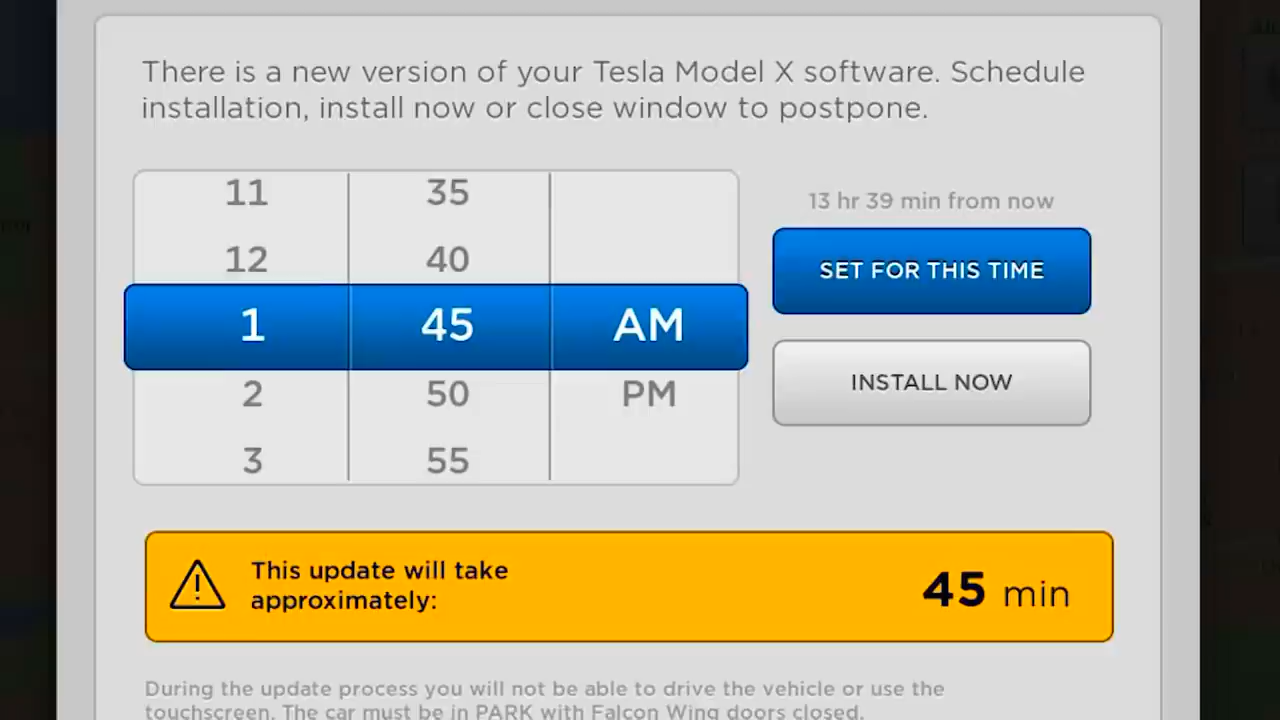 There is a new version of your Tesla Model X software. Schedule
installation, install now or close window to postpone.
11 35
12 40
1 45 AM
2 50 PM
3 55
13 hr 39 min from now
SET FOR THIS TIME
INSTALL NOW
This update will take
approximately:
45 min
During the update process you will not be able to drive the vehicle or use the
touchscreen. The car must be in PARK with Falcon Wing doors closed.